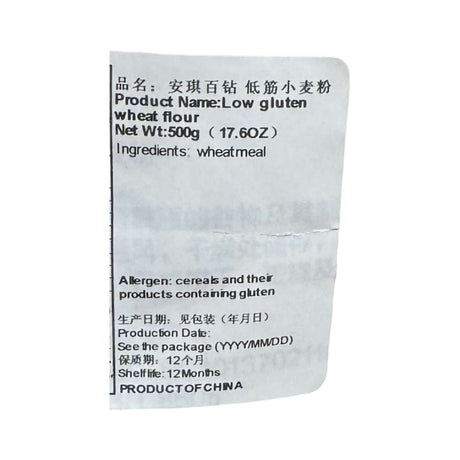 品名：安琪百钻 低筋小麦粉
Product Name:Low gluten
wheat flour
Net Wt:500g（17.6OZ）
Ingredients: wheatmeal
Allergen: cereals and their
products containing gluten
生产日期：见包装（年月日）
Production Date:
See the package (YYYY/MM/DD)
保质期：12个月
Shelf life: 12Months
PRODUCT OF CHINA